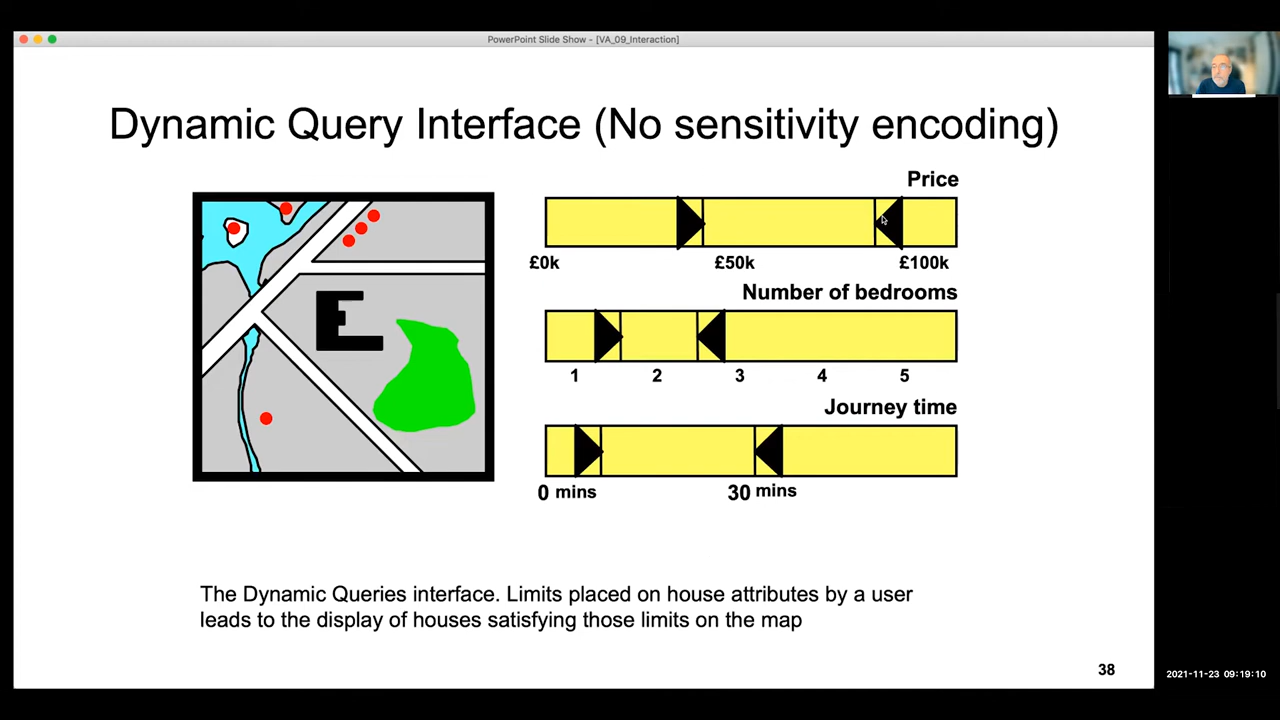 PowerPoint Slide Show - [VA_09_Interaction]
Dynamic Query Interface (No sensitivity encoding)
Price
£0k £50k £100k
Number of bedrooms
1 2 3 4 5
Journey time
0 mins 30 mins
E
The Dynamic Queries interface. Limits placed on house attributes by a user
leads to the display of houses satisfying those limits on the map
38
2021-11-23 09:19:10